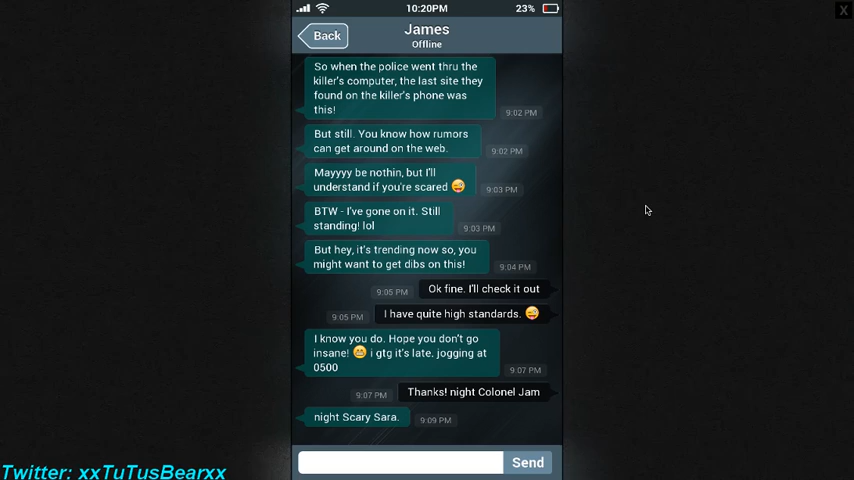 10:20PM
23%
X
Back
James
Offline
So when the police went thru the
killer's computer, the last site they
found on the killer's phone was
this!
9:02 PM
But still. You know how rumors
can get around on the web.
9:02 PM
Mayyyy be nothin, but I'll
understand if you're scared 😜
9:03 PM
BTW - I've gone on it. Still
standing! lol
9:03 PM
But hey, it's trending now so, you
might want to get dibs on this!
9:04 PM
9:05 PM Ok fine. I'll check it out
9:05 PM I have quite high standards. 😜
I know you do. Hope you don't go
insane! 😁 i gtg it's late. jogging at
0500
9:07 PM
9:07 PM Thanks! night Colonel Jam
night Scary Sara. 9:09 PM
Send
Twitter: xxTuTusBearxx